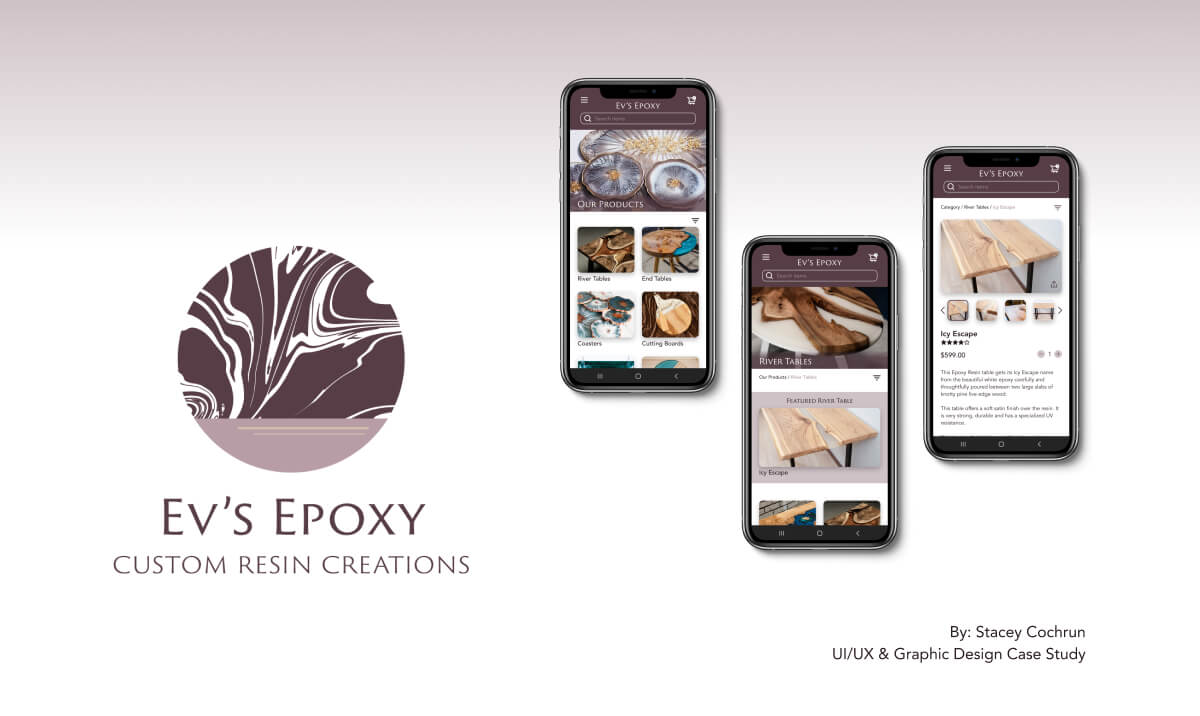 EV'S EPOXY
CUSTOM RESIN CREATIONS
EV'S EPOXY
Search items
OUR PRODUCTS
River Tables
End Tables
Coasters
Cutting Boards
EV'S EPOXY
Search items
RIVER TABLES
Our Products / River Tables
FEATURED RIVER TABLE
Icy Escape
EV'S EPOXY
Search items
Category / River Tables / Icy Escape
Icy Escape
$599.00
1
This Epoxy Resin table gets its Icy Escape name
from the beautiful white epoxy carefully and
thoughtfully poured between two large slabs of
knotty pine live edge wood.
This table offers a soft satin finish over the resin. It
is very strong, durable and has a specialized UV
resistance.
By: Stacey Cochrun
UI/UX & Graphic Design Case Study